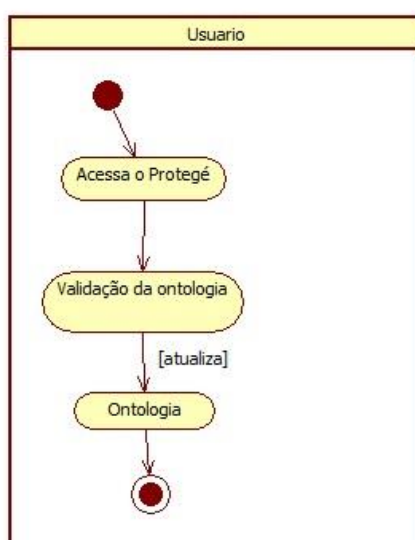 Usuario
Acessa o Protegé
Validação da ontologia
[atualiza]
Ontologia